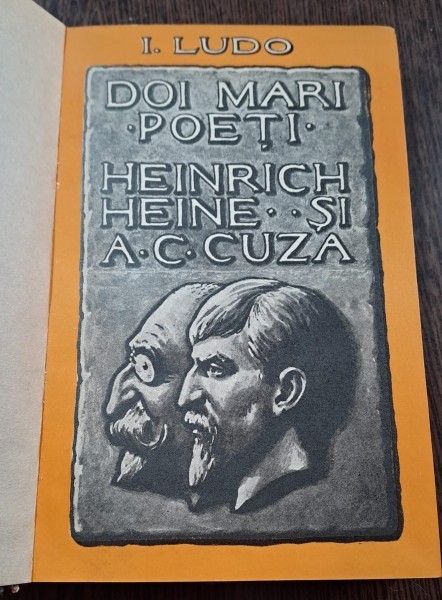 I. LUDO
DOI MARI
·POEȚI·
HEINRICH
HEINE··ȘI
A·C·CUZA